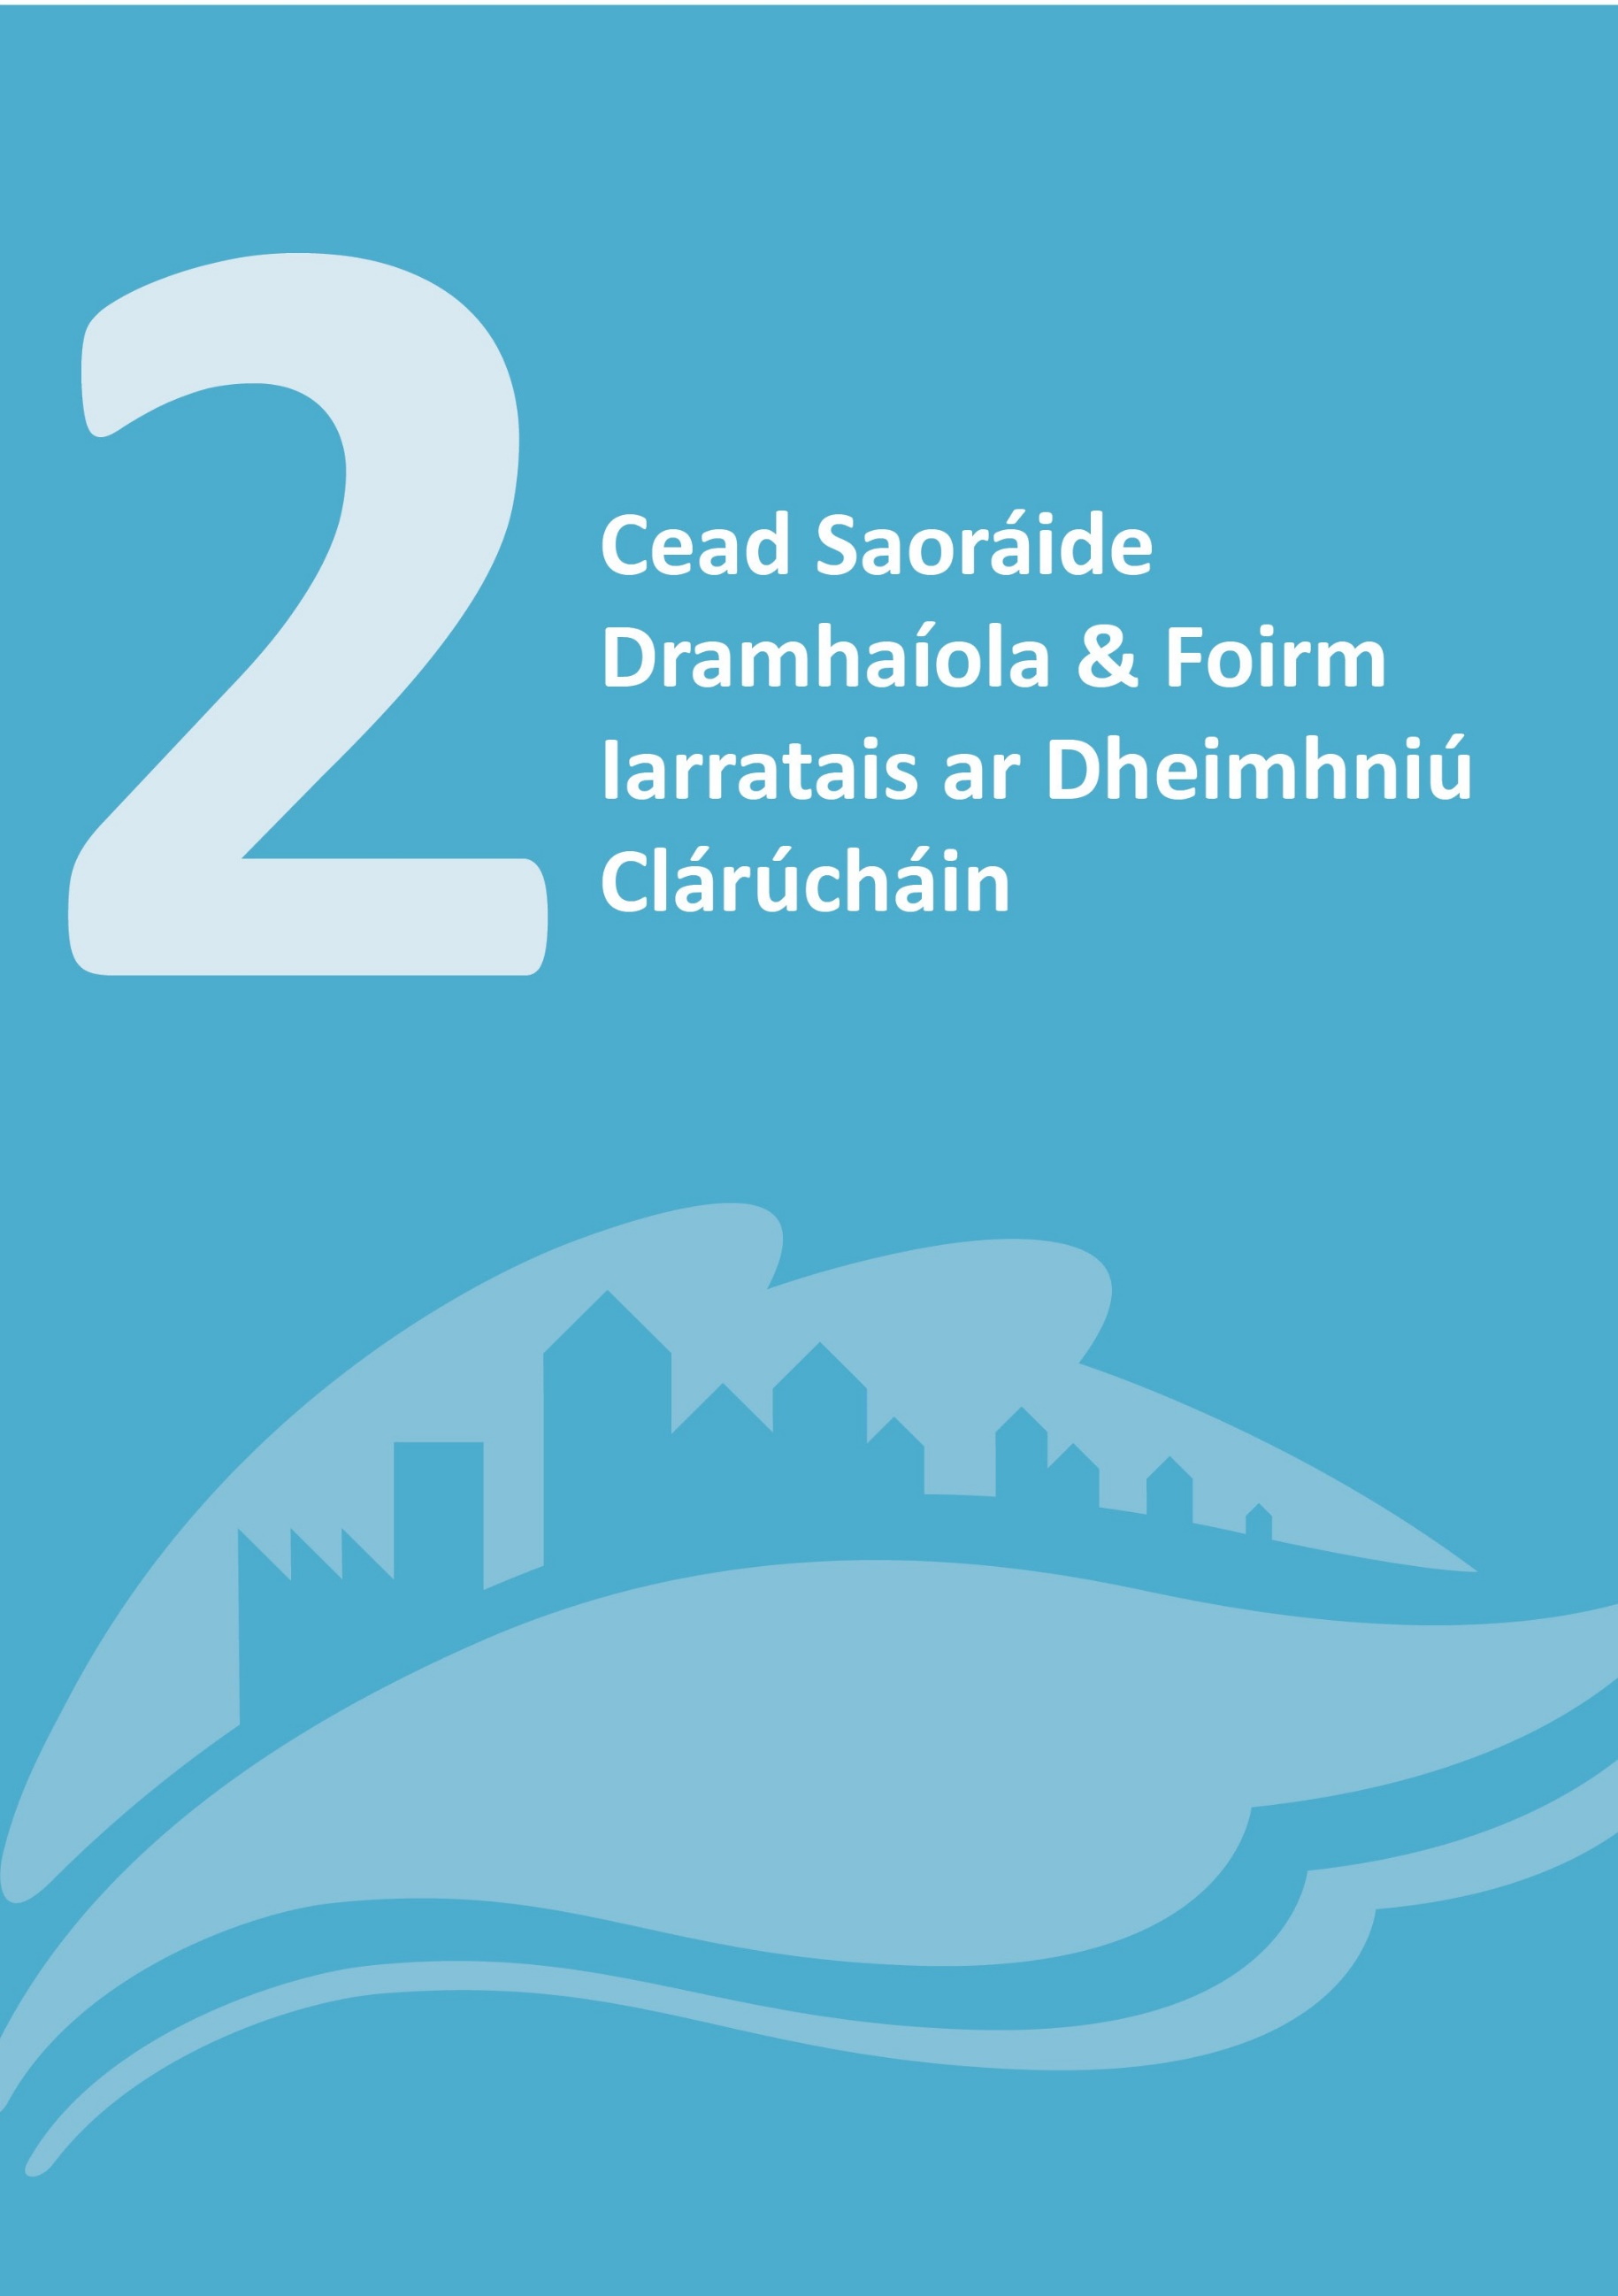 2
Cead Saoráide
Dramhaíola & Foirm
Iarratais ar Dheimhniú
Clárúcháin